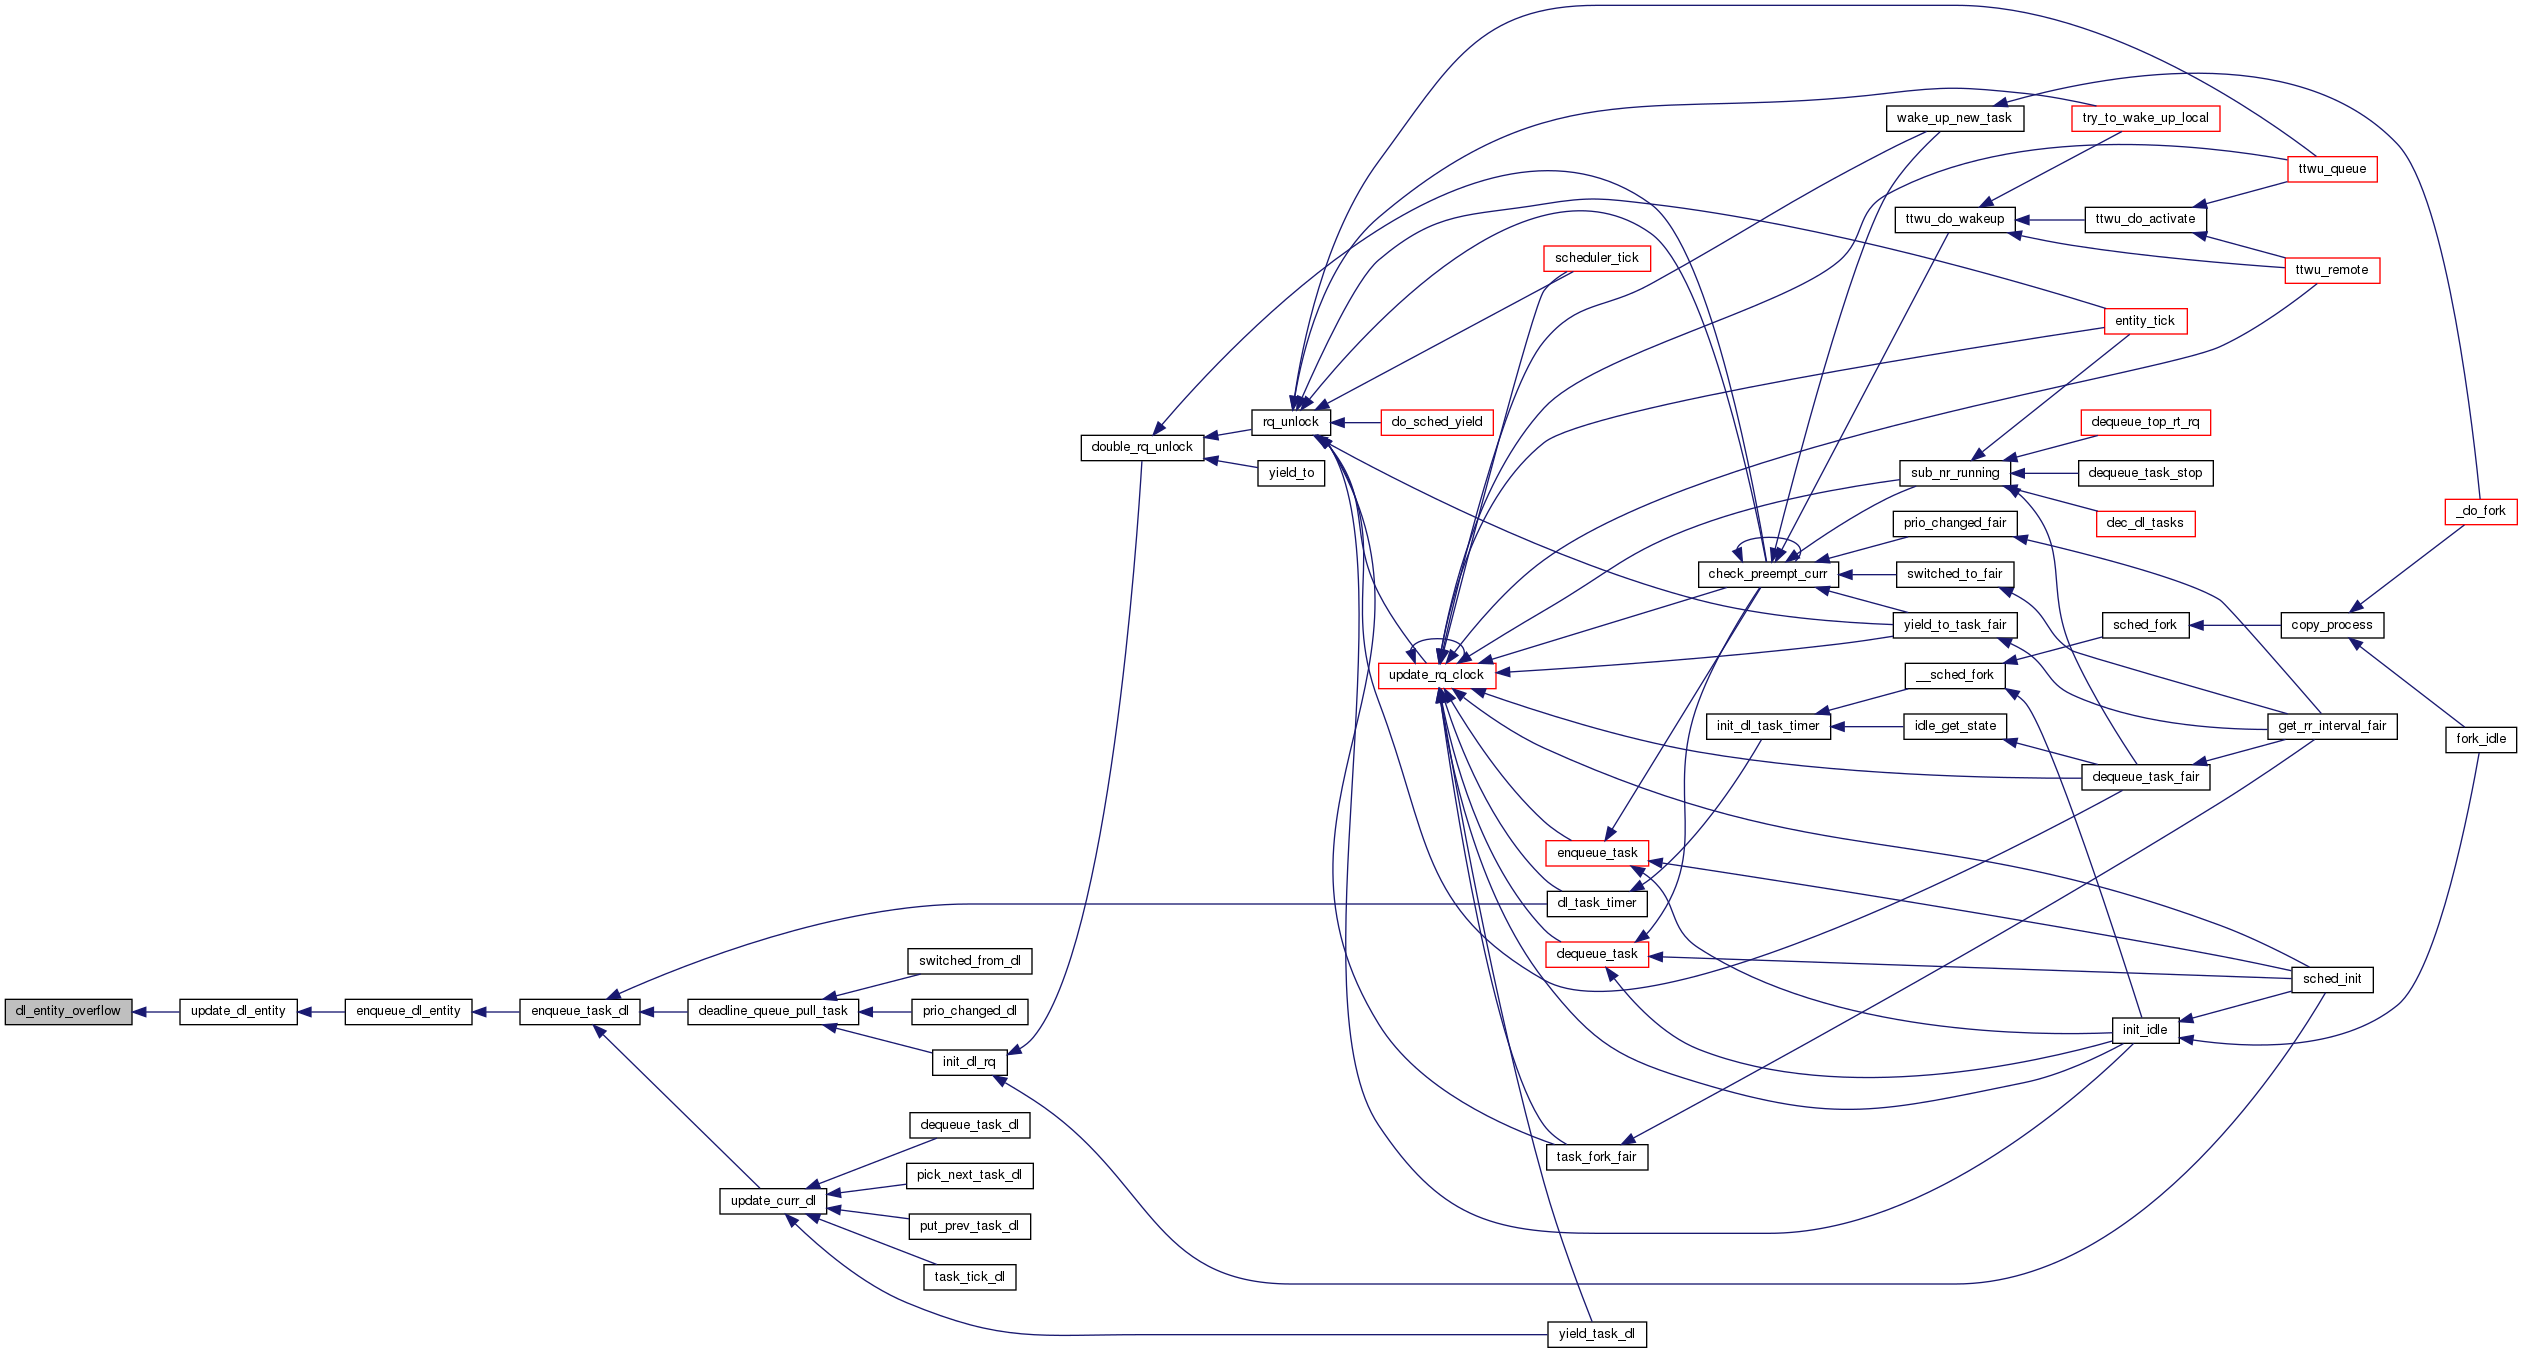 wake_up_new_task
try_to_wake_up_local
ttwu_queue
ttwu_do_wakeup
ttwu_do_activate
scheduler_tick
ttwu_remote
entity_tick
rq_unlock
do_sched_yield
dequeue_top_rt_rq
double_rq_unlock
yield_to
sub_nr_running
dequeue_task_stop
_do_fork
prio_changed_fair
dec_dl_tasks
check_preempt_curr
switched_to_fair
yield_to_task_fair
sched_fork
copy_process
update_rq_clock
__sched_fork
init_dl_task_timer
idle_get_state
get_rr_interval_fair
fork_idle
dequeue_task_fair
enqueue_task
dl_task_timer
switched_from_dl
dequeue_task
sched_init
dl_entity_overflow
update_dl_entity
enqueue_dl_entity
enqueue_task_dl
deadline_queue_pull_task
prio_changed_dl
init_idle
init_dl_rq
dequeue_task_dl
task_fork_fair
pick_next_task_dl
update_curr_dl
put_prev_task_dl
task_tick_dl
yield_task_dl